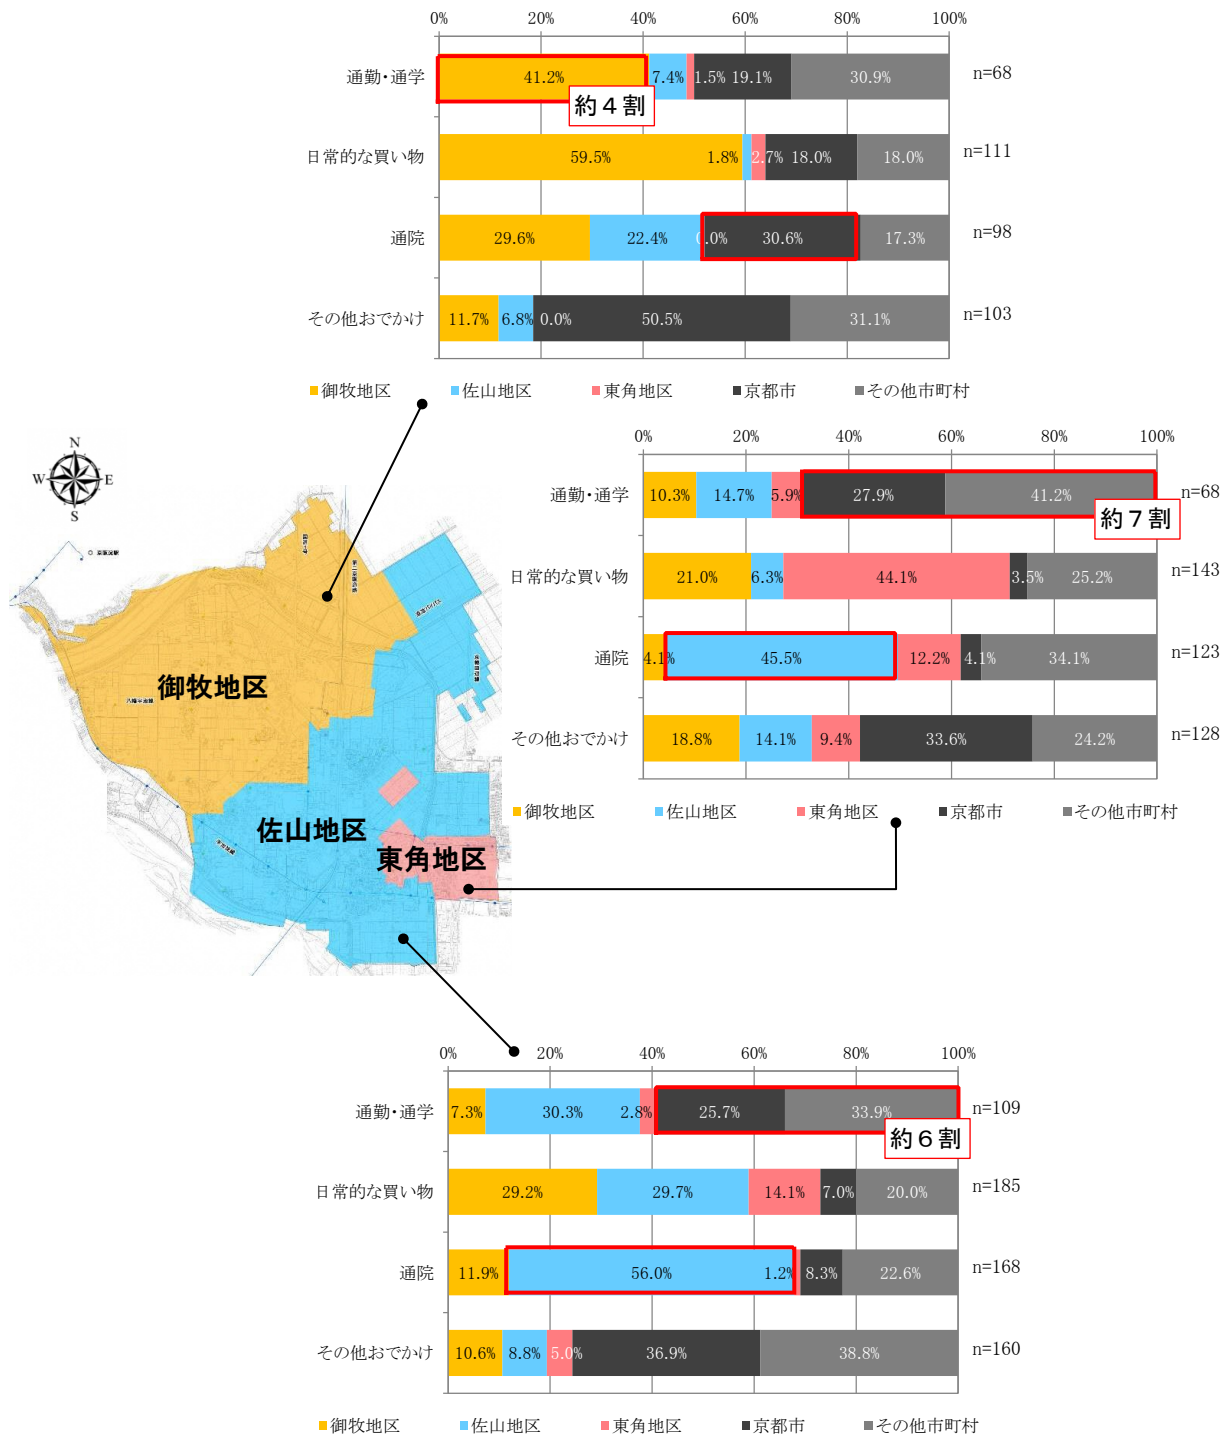 0% 20% 40% 60% 80% 100%
通勤・通学 41.2% 7.4% 1.5% 19.1% 30.9% n=68
約４割
日常的な買い物 59.5% 1.8% 2.7% 18.0% 18.0% n=111
通院 29.6% 22.4% 0.0% 30.6% 17.3% n=98
その他おでかけ 11.7% 6.8% 0.0% 50.5% 31.1% n=103
御牧地区 佐山地区 東角地区 京都市 その他市町村
0% 20% 40% 60% 80% 100%
通勤・通学 10.3% 14.7% 5.9% 27.9% 41.2% n=68
約７割
日常的な買い物 21.0% 6.3% 44.1% 3.5% 25.2% n=143
通院 4.1% 45.5% 12.2% 4.1% 34.1% n=123
その他おでかけ 18.8% 14.1% 9.4% 33.6% 24.2% n=128
御牧地区 佐山地区 東角地区 京都市 その他市町村
N
W E
S
御牧地区
佐山地区
東角地区
0% 20% 40% 60% 80% 100%
通勤・通学 7.3% 30.3% 2.8% 25.7% 33.9% n=109
約６割
日常的な買い物 29.2% 29.7% 14.1% 7.0% 20.0% n=185
通院 11.9% 56.0% 1.2% 8.3% 22.6% n=168
その他おでかけ 10.6% 8.8% 5.0% 36.9% 38.8% n=160
御牧地区 佐山地区 東角地区 京都市 その他市町村